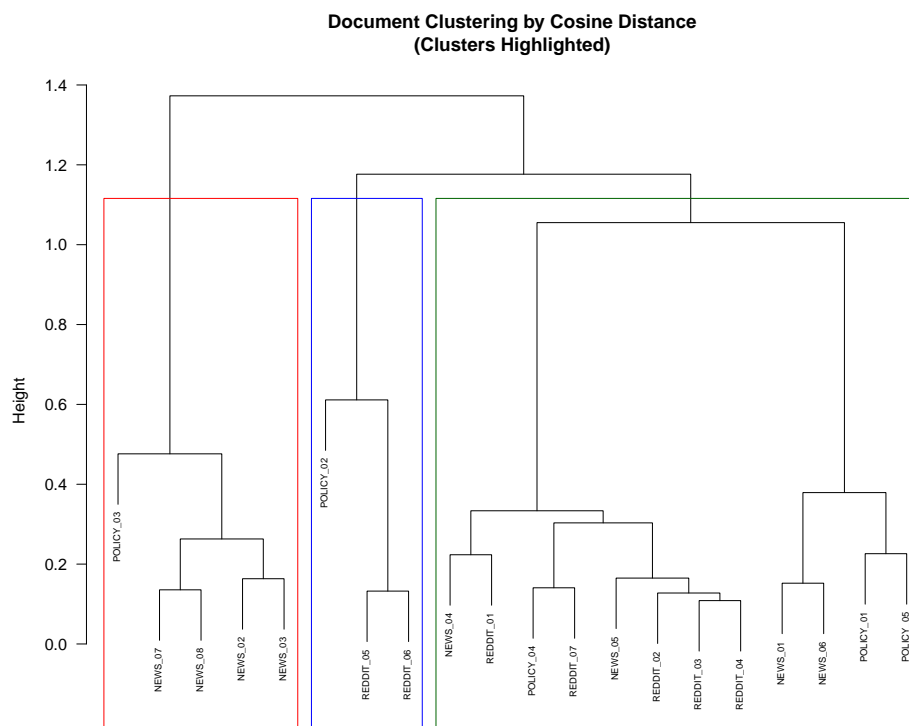 Document Clustering by Cosine Distance
(Clusters Highlighted)
Height
1.4
1.2
1.0
0.8
0.6
0.4
0.2
0.0
POLICY_03
NEWS_07
NEWS_08
NEWS_02
NEWS_03
POLICY_02
REDDIT_05
REDDIT_06
NEWS_04
REDDIT_01
POLICY_04
REDDIT_07
NEWS_05
REDDIT_02
REDDIT_03
REDDIT_04
NEWS_01
NEWS_06
POLICY_01
POLICY_05